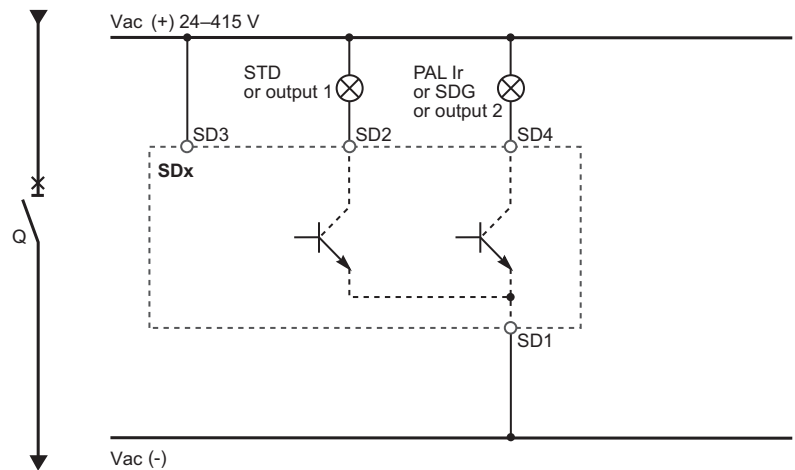 Vac (+) 24–415 V
STD
or output 1
PAL Ir
or SDG
or output 2
SD3
SD2
SD4
SDx
Q
SD1
Vac (-)